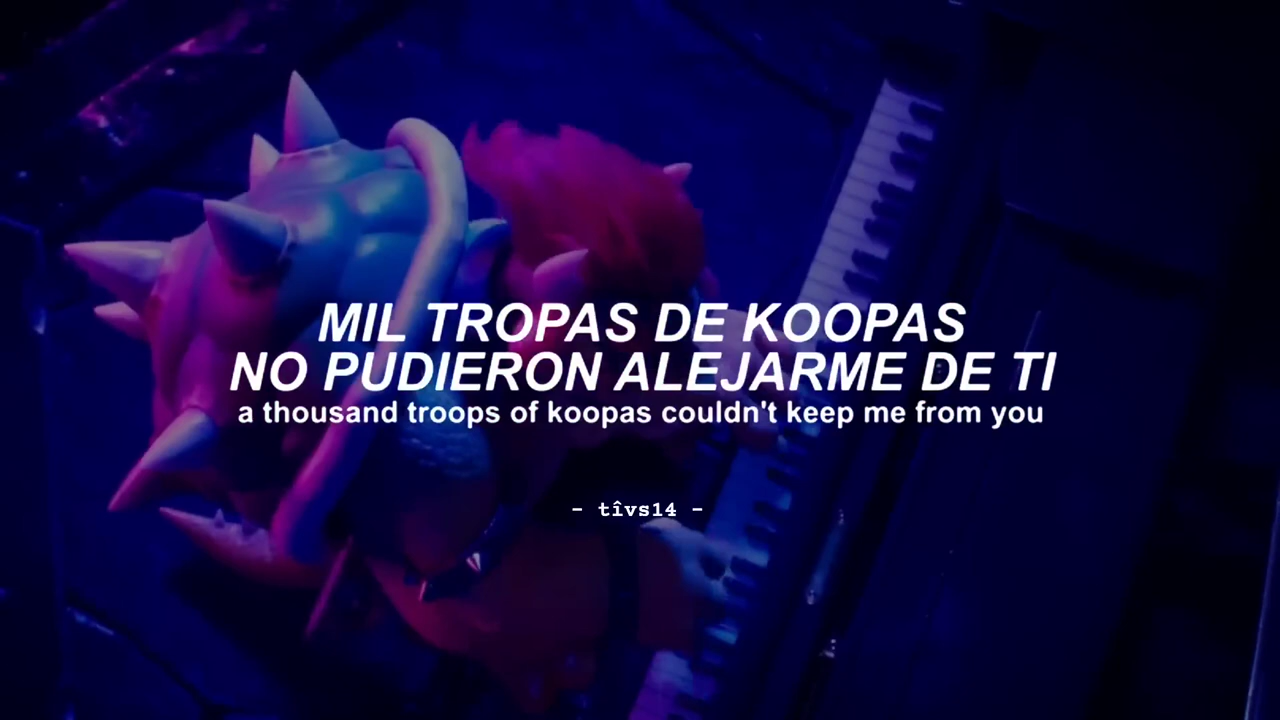 MIL TROPAS DE KOOPAS
NO PUDIERON ALEJARME DE TI
a thousand troops of koopas couldn't keep me from you
- tîvs14 -